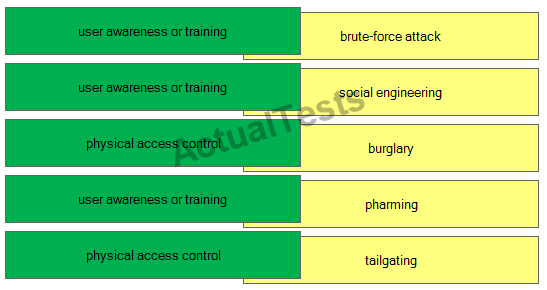 user awareness or training
brute-force attack
user awareness or training
social engineering
physical access control
burglary
user awareness or training
pharming
physical access control
tailgating
ActualTests